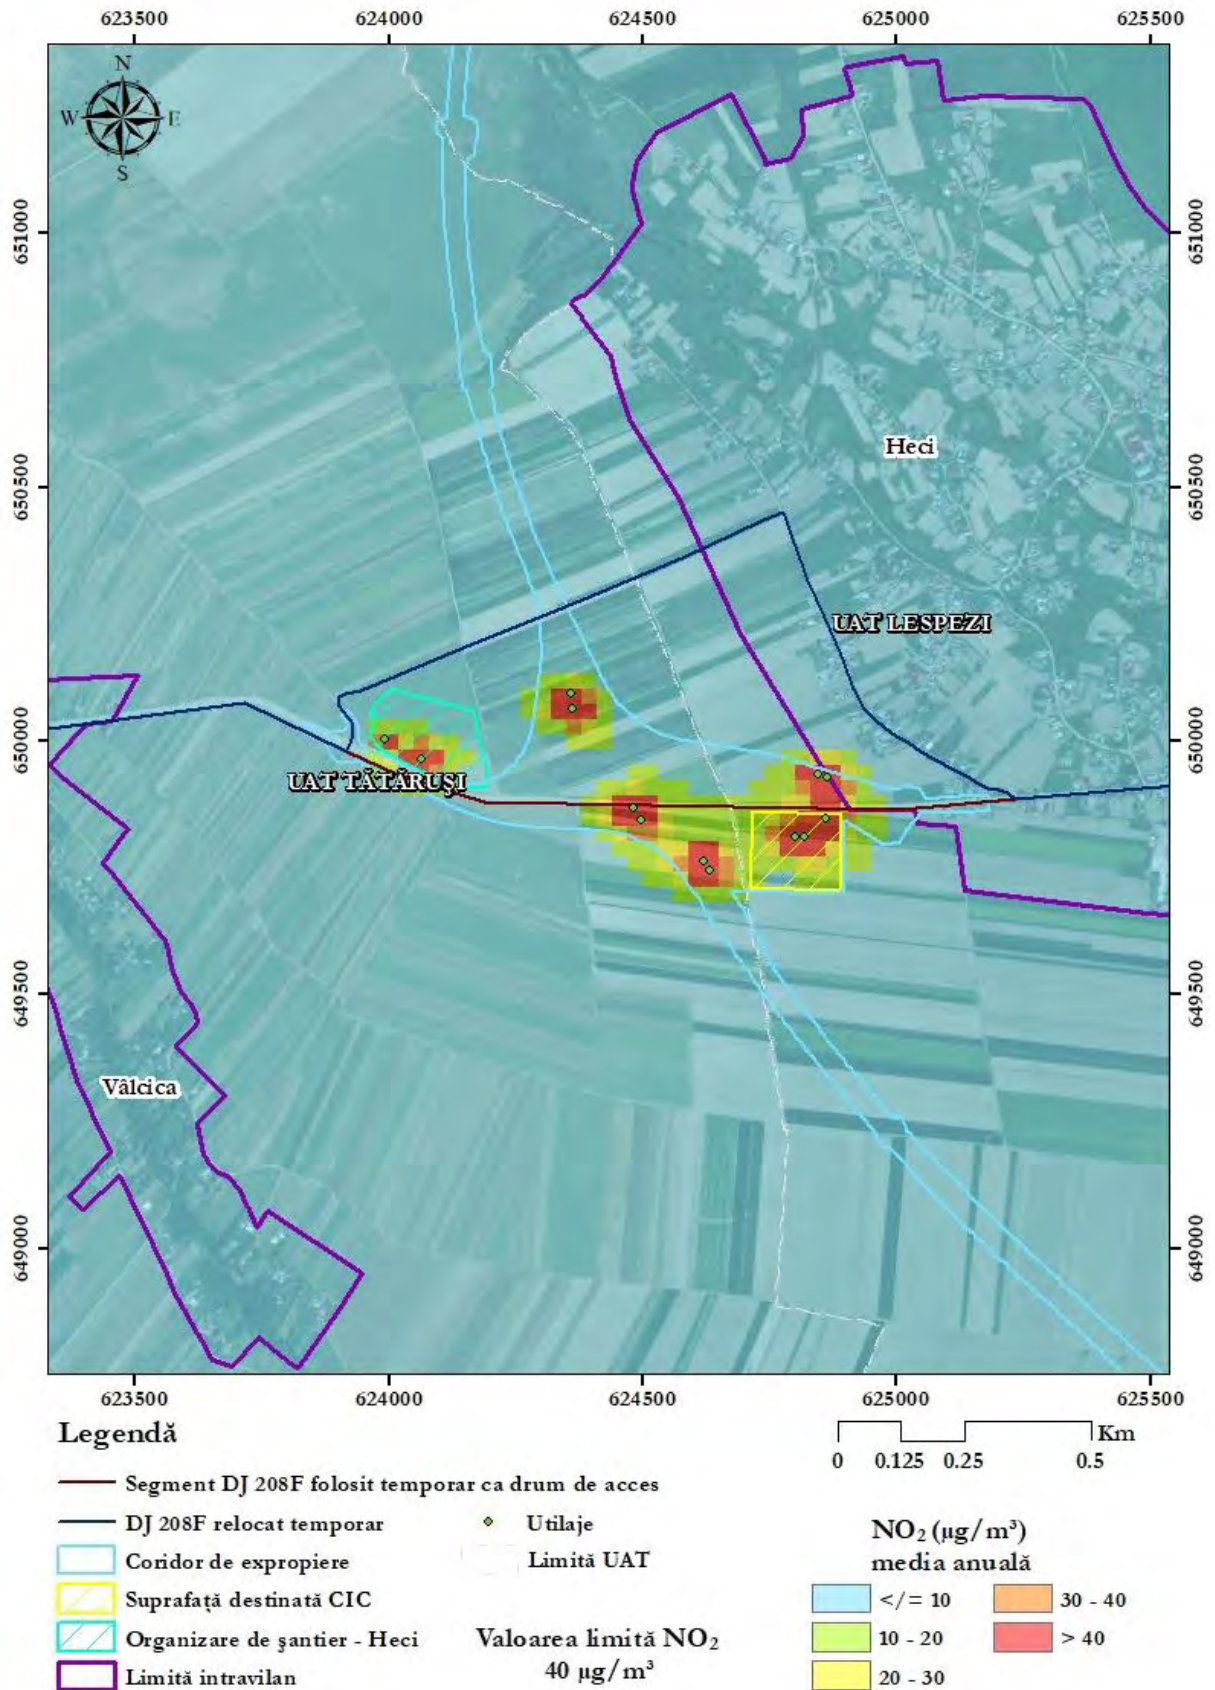 623500 624000 624500 625000 625500
N
W E
S
651000 651000
Heci
650500 650500
UAT LESPEZI
650000 650000
UAT TĂTĂRUȘI
649500 649500
Vâlcica
649000 649000
623500 624000 624500 625000 625500
Legendă
Km
0 0.125 0.25 0.5
Segment DJ 208F folosit temporar ca drum de acces
DJ 208F relocat temporar
Utilaje
Coridor de expropiere
Limită UAT
Suprafață destinată CIC
Organizare de șantier - Heci
Limită intravilan
Valoarea limită NO₂
40 µg/m³
NO₂ (µg/m³)
media anuală
</= 10
30 - 40
10 - 20
> 40
20 - 30